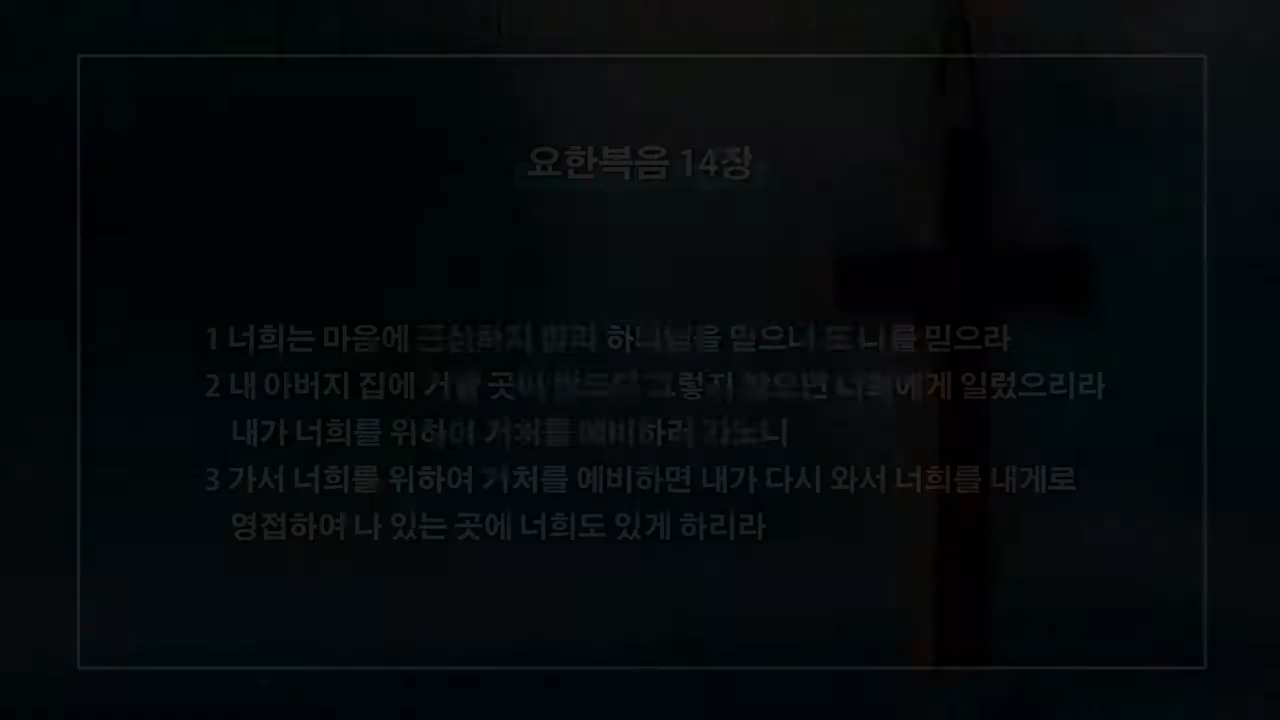 요한복음 14장
1 너희는 마음에 근심하지 말라 하나님을 믿으니 또 나를 믿으라
2 내 아버지 집에 거할 곳이 많도다 그렇지 않으면 너희에게 일렀으리라
내가 너희를 위하여 거처를 예비하러 가노니
3 가서 너희를 위하여 거처를 예비하면 내가 다시 와서 너희를 내게로
영접하여 나 있는 곳에 너희도 있게 하리라